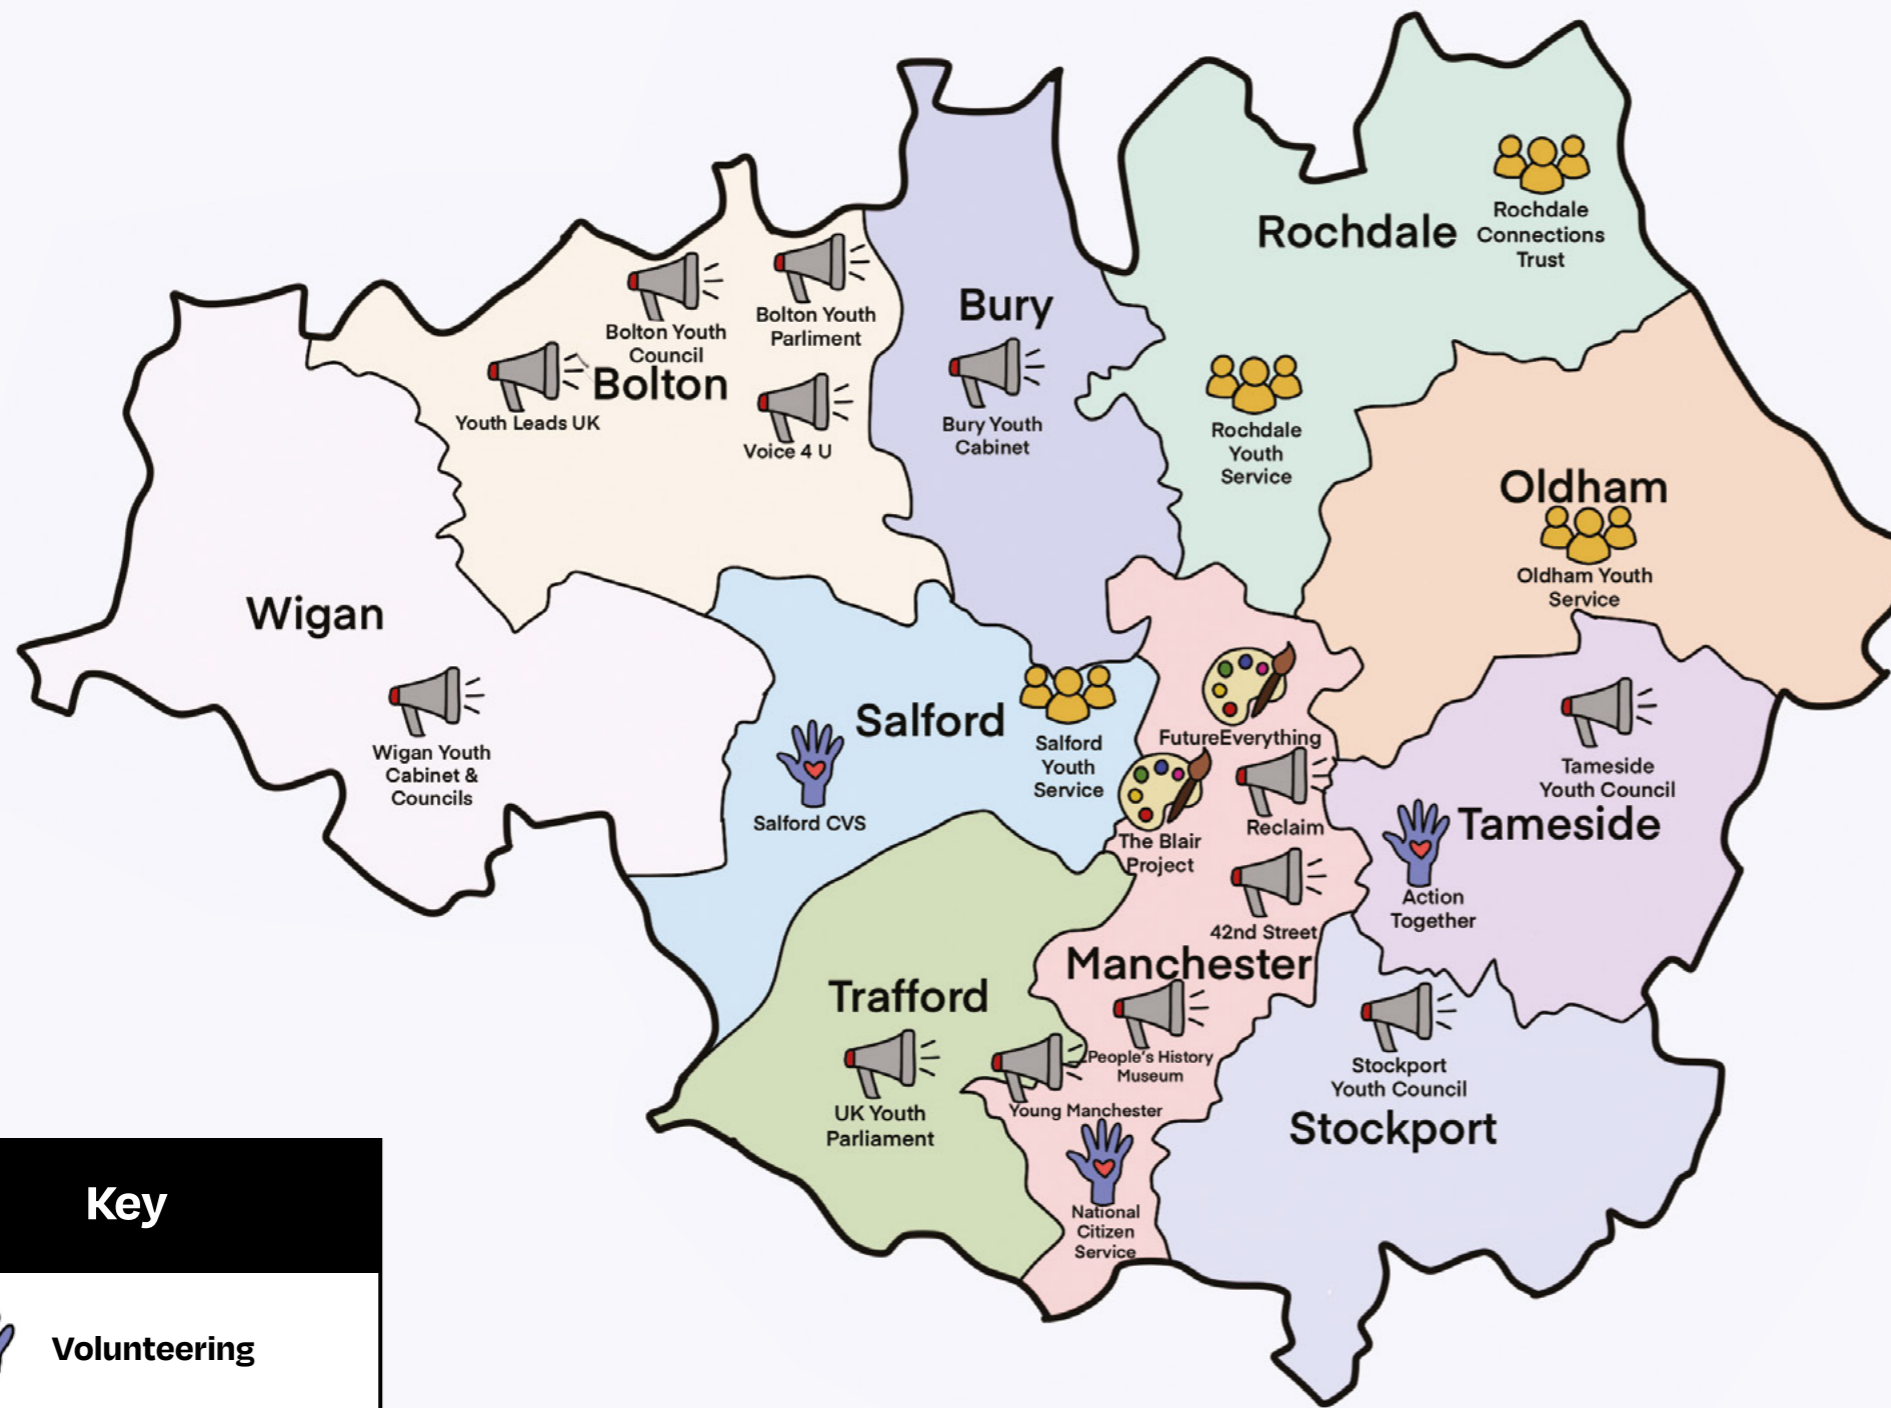 Rochdale
Rochdale
Connections
Trust
Bury
Bolton Youth
Council
Bolton Youth
Parliment
Bolton
Youth Leads UK
Voice 4 U
Bury Youth
Cabinet
Rochdale
Youth
Service
Oldham
Oldham Youth
Service
Wigan
Wigan Youth
Cabinet &
Councils
Salford
Salford
Youth
Service
Salford CVS
FutureEverything
The Blair
Project
Reclaim
42nd Street
Manchester
People's History
Museum
Young Manchester
National
Citizen
Service
Tameside
Youth Council
Tameside
Action
Together
Trafford
UK Youth
Parliament
Stockport
Youth Council
Stockport
Key
Volunteering